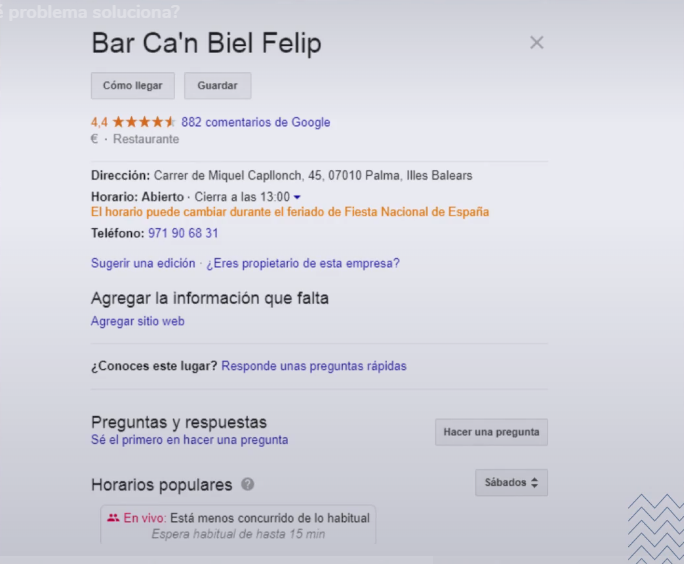 é problema soluciona?
Bar Ca'n Biel Felip
Cómo llegar Guardar
4,4 882 comentarios de Google
€ · Restaurante
Dirección: Carrer de Miquel Capllonch, 45, 07010 Palma, Illes Balears
Horario: Abierto · Cierra a las 13:00
El horario puede cambiar durante el feriado de Fiesta Nacional de España
Teléfono: 971 90 68 31
Sugerir una edición · ¿Eres propietario de esta empresa?
Agregar la información que falta
Agregar sitio web
¿Conoces este lugar? Responde unas preguntas rápidas
Preguntas y respuestas
Hacer una pregunta
Sé el primero en hacer una pregunta
Horarios populares ?
Sábados
En vivo: Está menos concurrido de lo habitual
Espera habitual de hasta 15 min